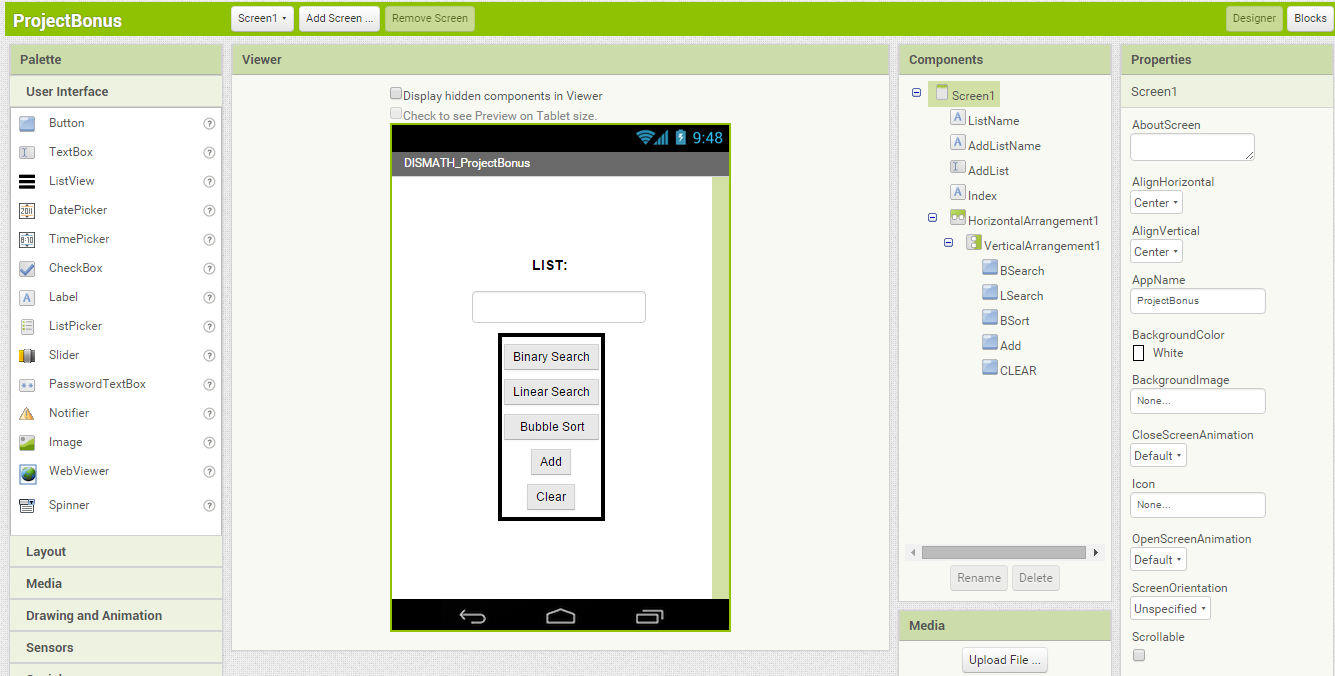 ProjectBonus Screen1 Add Screen ... Remove Screen Designer Blocks
Palette
User Interface
Button ?
TextBox ?
ListView ?
DatePicker ?
TimePicker ?
CheckBox ?
Label ?
ListPicker ?
Slider ?
PasswordTextBox ?
Notifier ?
Image ?
WebViewer ?
Spinner ?
Layout
Media
Drawing and Animation
Sensors
Viewer
Display hidden components in Viewer
Check to see Preview on Tablet size.
9:48
DISMATH_ProjectBonus
LIST:
Binary Search
Linear Search
Bubble Sort
Add
Clear
Components
Screen1
A ListName
A AddListName
AddList
A Index
HorizontalArrangement1
VerticalArrangement1
BSearch
LSearch
BSort
Add
CLEAR
Rename Delete
Media
Upload File ...
Properties
Screen1
AboutScreen
AlignHorizontal
Center
AlignVertical
Center
AppName
ProjectBonus
BackgroundColor
White
BackgroundImage
None...
CloseScreenAnimation
Default
Icon
None...
OpenScreenAnimation
Default
ScreenOrientation
Unspecified
Scrollable